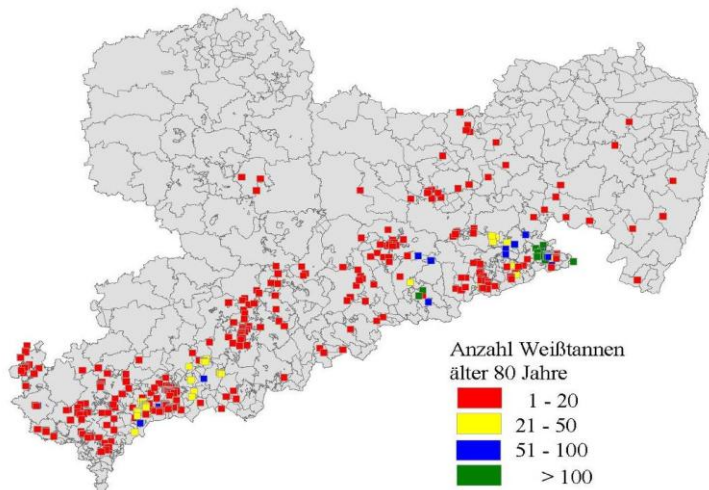 Anzahl Weißtannen
älter 80 Jahre
1 - 20
21 - 50
51 - 100
> 100